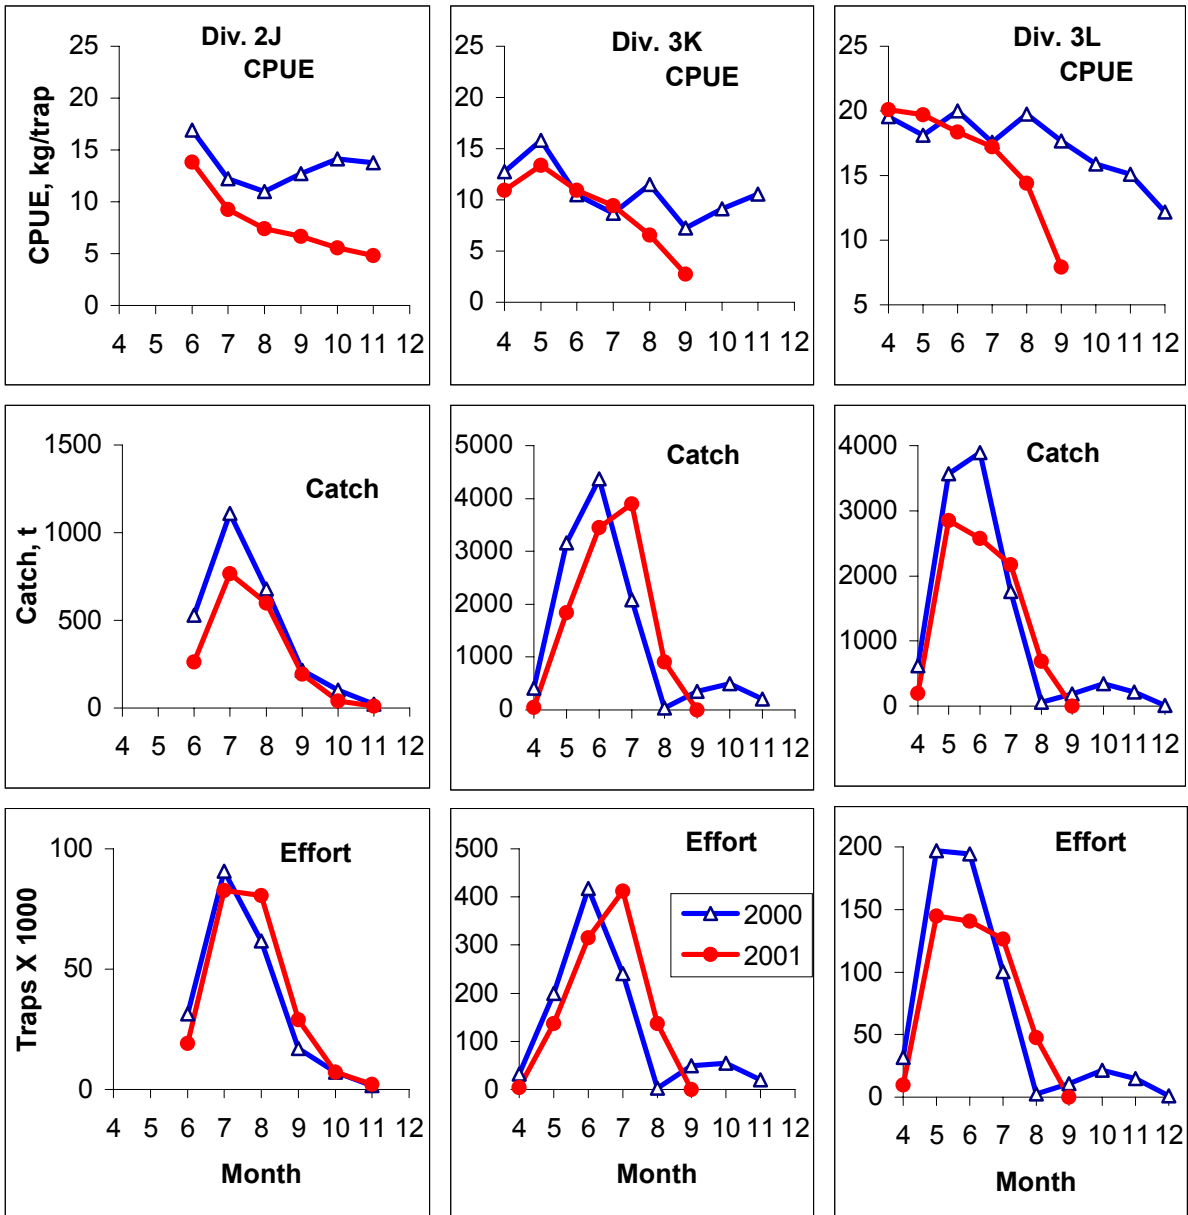 Div. 2J
CPUE
CPUE, kg/trap
25
20
15
10
5
0
4 5 6 7 8 9 10 11 12
Div. 3K
CPUE
25
20
15
10
5
0
4 5 6 7 8 9 10 11 12
Div. 3L
CPUE
25
20
15
10
5
4 5 6 7 8 9 10 11 12
Catch
Catch, t
1500
1000
500
0
4 5 6 7 8 9 10 11 12
Catch
5000
4000
3000
2000
1000
0
4 5 6 7 8 9 10 11 12
Catch
4000
3000
2000
1000
0
4 5 6 7 8 9 10 11 12
Effort
Traps X 1000
100
50
0
4 5 6 7 8 9 10 11 12
Month
Effort
500
400
300
200
100
0
2000
2001
4 5 6 7 8 9 10 11 12
Month
Effort
200
150
100
50
0
4 5 6 7 8 9 10 11 12
Month